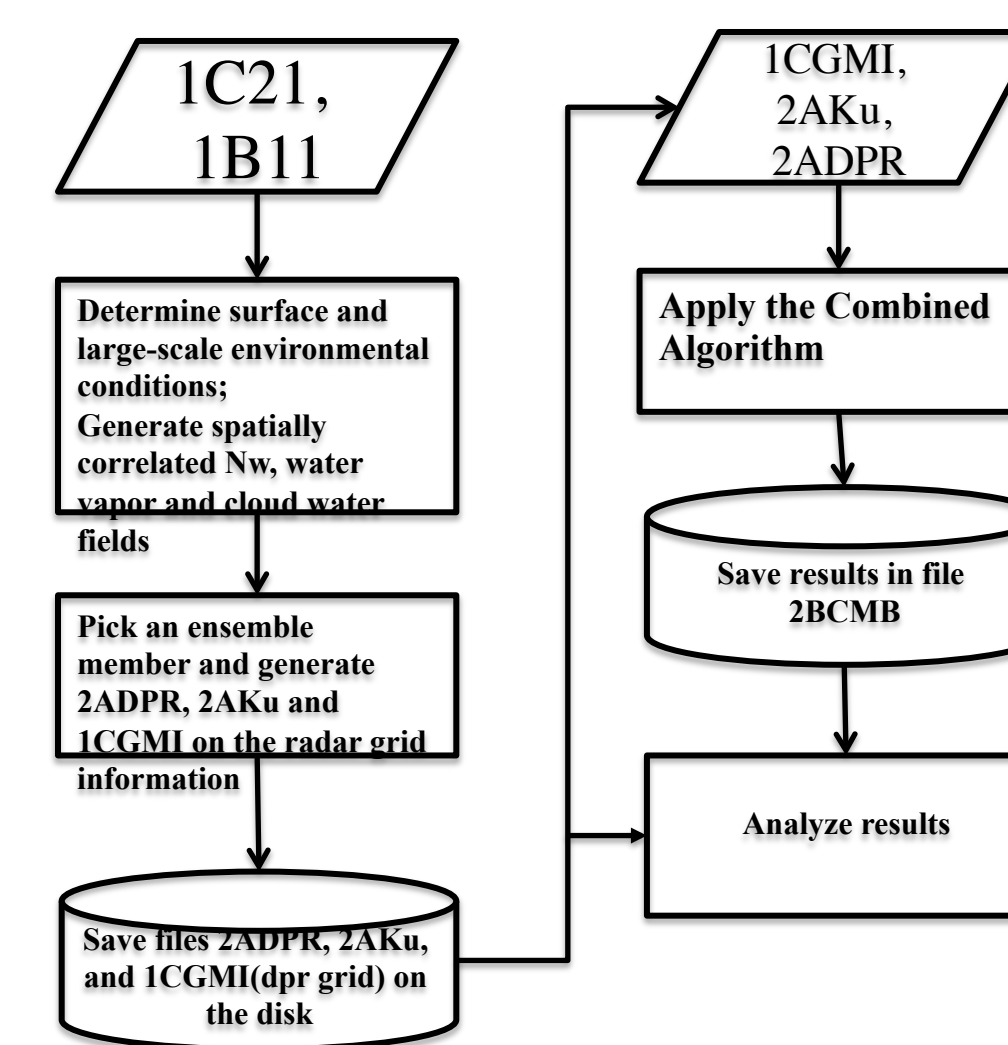 1C21,
1B11
Determine surface and
large-scale environmental
conditions;
Generate spatially
correlated Nw, water
vapor and cloud water
fields
Pick an ensemble
member and generate
2ADPR, 2AKu and
1CGMI on the radar grid
information
Save files 2ADPR, 2AKu,
and 1CGMI(dpr grid) on
the disk
1CGMI,
2AKu,
2ADPR
Apply the Combined
Algorithm
Save results in file
2BCMB
Analyze results